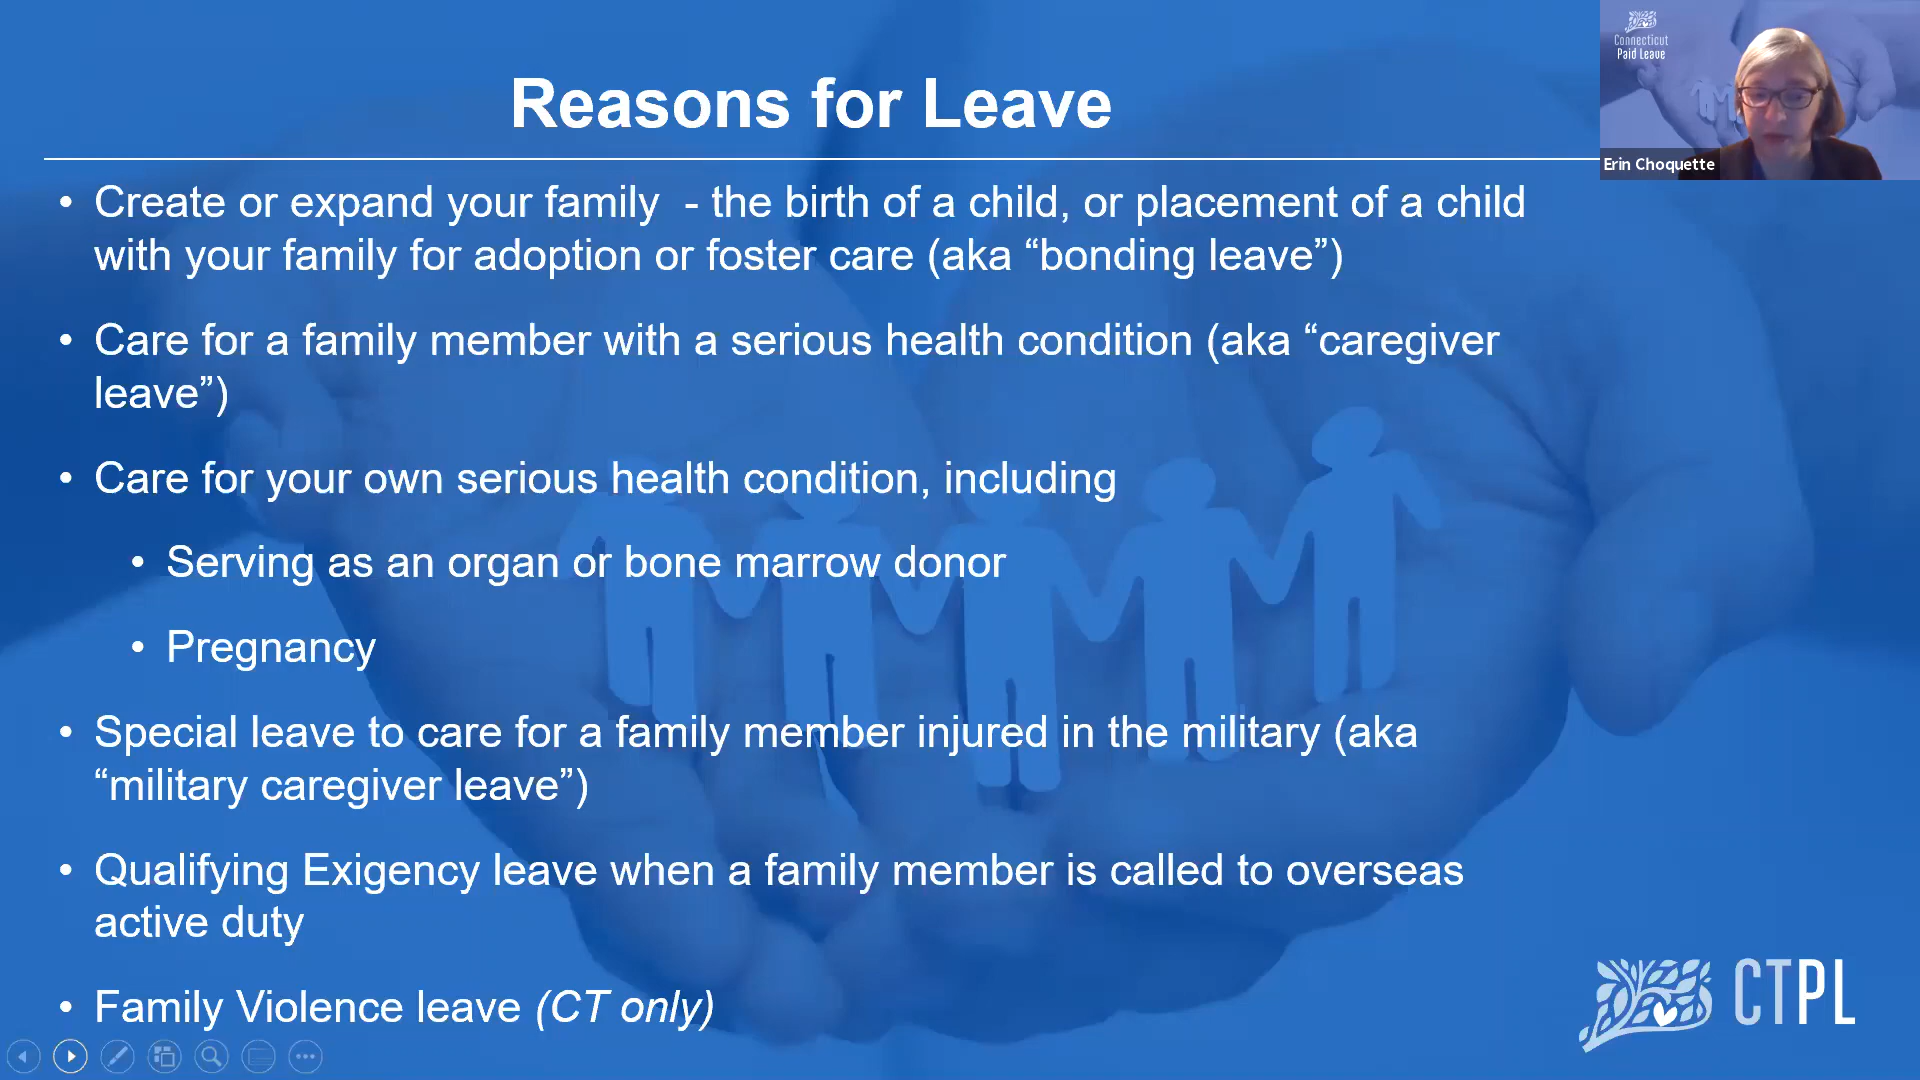 Reasons for Leave
Connecticut
Paid Leave
Erin Choquette
• Create or expand your family  - the birth of a child, or placement of a child
with your family for adoption or foster care (aka “bonding leave”)
• Care for a family member with a serious health condition (aka “caregiver
leave”)
• Care for your own serious health condition, including
• Serving as an organ or bone marrow donor
• Pregnancy
• Special leave to care for a family member injured in the military (aka
“military caregiver leave”)
• Qualifying Exigency leave when a family member is called to overseas
active duty
• Family Violence leave (CT only)
CTPL